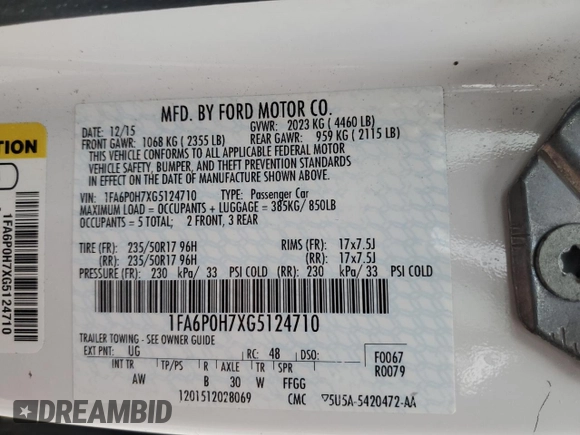 MFD. BY FORD MOTOR CO.
DATE: 12/15 GVWR: 2023 KG ( 4460 LB)
FRONT GAWR: 1068 KG ( 2355 LB) REAR GAWR: 959 KG ( 2115 LB)
THIS VEHICLE CONFORMS TO ALL APPLICABLE FEDERAL MOTOR
VEHICLE SAFETY, BUMPER, AND THEFT PREVENTION STANDARDS
IN EFFECT ON THE DATE OF MANUFACTURE SHOWN ABOVE.
VIN: 1FA6P0H7XG5124710 TYPE: Passenger Car
MAXIMUM LOAD = OCCUPANTS + LUGGAGE = 385KG/ 850LB
OCCUPANTS = 5 TOTAL; 2 FRONT, 3 REAR
TIRE (FR): 235/50R17 96H RIMS (FR): 17x7.5J
(RR): 235/50R17 96H (RR): 17x7.5J
PRESSURE (FR): 230 kPa/ 33 PSI COLD (RR): 230 kPa/ 33 PSI COLD
1FA6P0H7XG5124710
TRAILER TOWING - SEE OWNER GUIDE
EXT PNT: UG RC: 48 DSO: F0067
INT TR TP/PS R AXLE TR SPR R0079
AW B 30 W FFGG
1201512028069 CMC 5U5A-5420472-AA
TION
1FA6P0H7XG5124710
DREAMBID